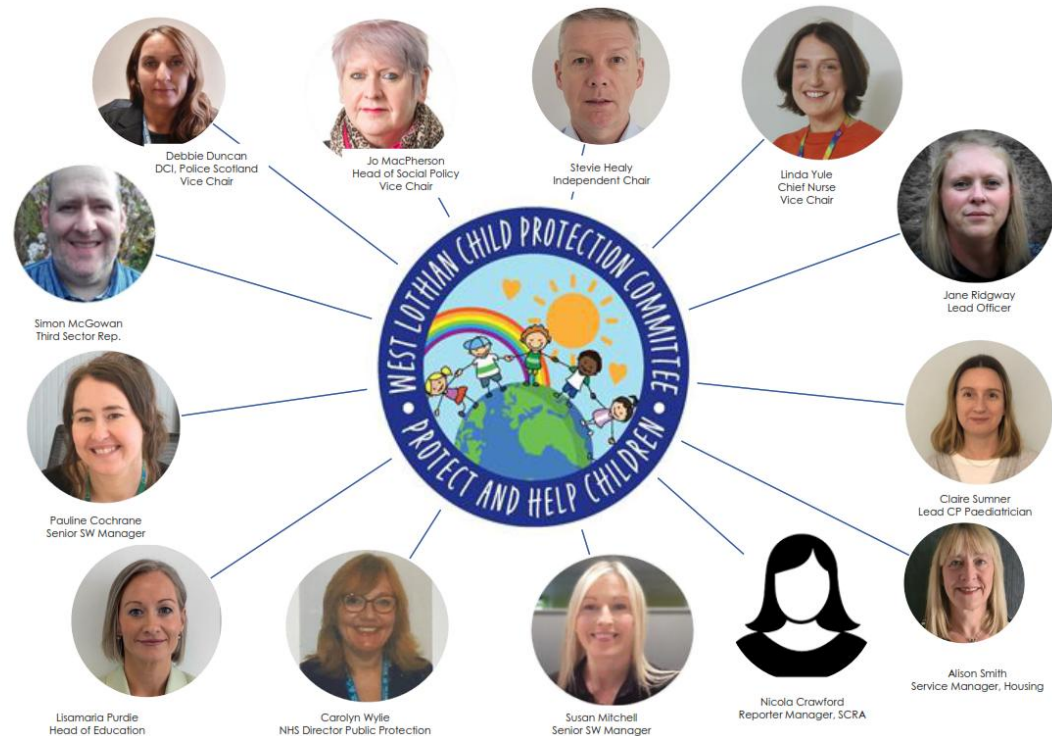 Debbie Duncan
DCI, Police Scotland
Vice Chair
Jo MacPherson
Head of Social Policy
Vice Chair
Stevie Healy
Independent Chair
Linda Yule
Chief Nurse
Vice Chair
Simon McGowan
Third Sector Rep.
WEST LOTHIAN CHILD PROTECTION COMMITTEE
PROTECT AND HELP CHILDREN
Jane Ridgway
Lead Officer
Pauline Cochrane
Senior SW Manager
Claire Sumner
Lead CP Paediatrician
Lisamaria Purdie
Head of Education
Carolyn Wylie
NHS Director Public Protection
Susan Mitchell
Senior SW Manager
Nicola Crawford
Reporter Manager, SCRA
Alison Smith
Service Manager, Housing